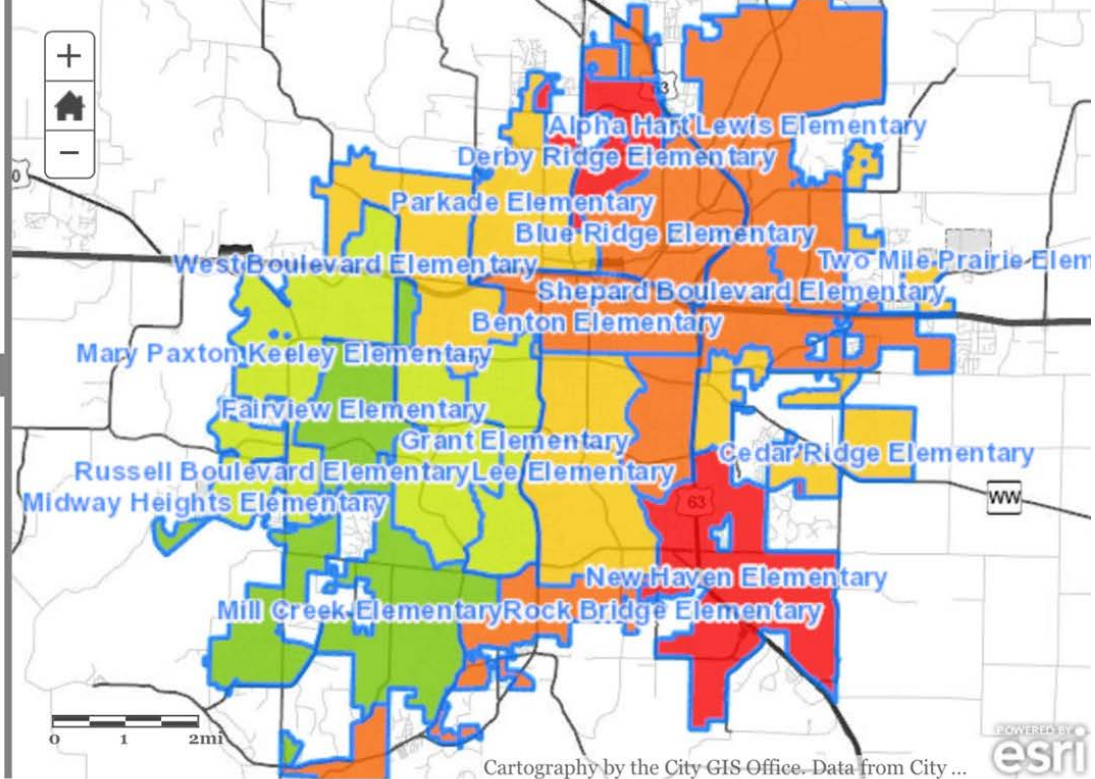 +
−
63
Alpha Hart Lewis Elementary
Derby Ridge Elementary
0
Parkade Elementary
Blue Ridge Elementary
West Boulevard Elementary
Two Mile Prairie Elem
Shepard Boulevard Elementary
Benton Elementary
Mary Paxton Keeley Elementary
Fairview Elementary
Grant Elementary
Cedar Ridge Elementary
Russell Boulevard Elementary
Lee Elementary
Midway Heights Elementary
63
WW
New Haven Elementary
Mill Creek Elementary
Rock Bridge Elementary
0 1 2mi
POWERED BY
esri
Cartography by the City GIS Office. Data from City ...